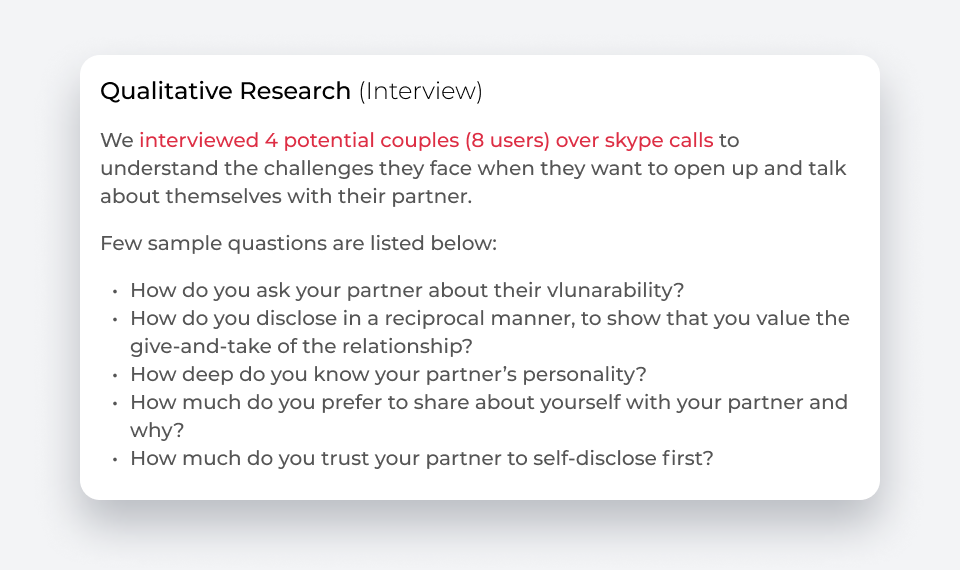 Qualitative Research (Interview)
We interviewed 4 potential couples (8 users) over skype calls to
understand the challenges they face when they want to open up and talk
about themselves with their partner.
Few sample quastions are listed below:
• How do you ask your partner about their vlunarability?
• How do you disclose in a reciprocal manner, to show that you value the
give-and-take of the relationship?
• How deep do you know your partner’s personality?
• How much do you prefer to share about yourself with your partner and
why?
• How much do you trust your partner to self-disclose first?